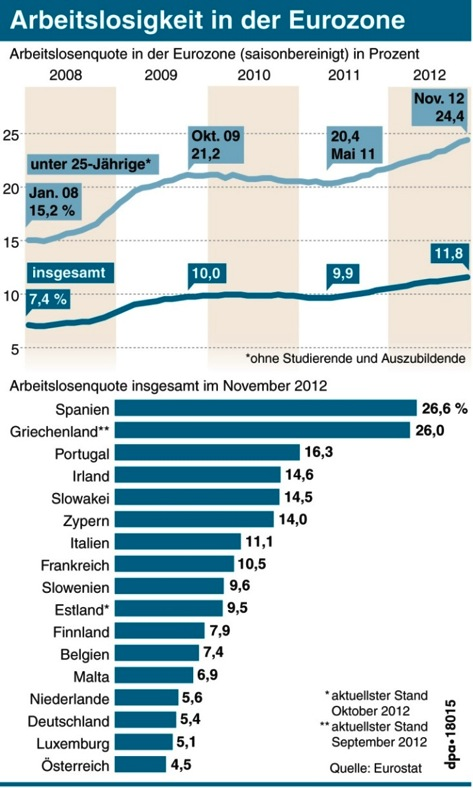 Arbeitslosigkeit in der Eurozone
Arbeitslosenquote in der Eurozone (saisonbereinigt) in Prozent
2008 2009 2010 2011 2012
Nov. 12
24,4
25
Okt. 09
21,2
20,4
Mai 11
unter 25-Jährige*
20
Jan. 08
15,2 %
15
insgesamt
10,0
9,9
11,8
7,4 %
10
5
*ohne Studierende und Auszubildende
Arbeitslosenquote insgesamt im November 2012
Spanien 26,6 %
Griechenland** 26,0
Portugal 16,3
Irland 14,6
Slowakei 14,5
Zypern 14,0
Italien 11,1
Frankreich 10,5
Slowenien 9,6
Estland* 9,5
Finnland 7,9
Belgien 7,4
Malta 6,9
Niederlande 5,6
Deutschland 5,4
Luxemburg 5,1
Österreich 4,5
* aktuellster Stand
Oktober 2012
** aktuellster Stand
September 2012
Quelle: Eurostat
dpa•18015